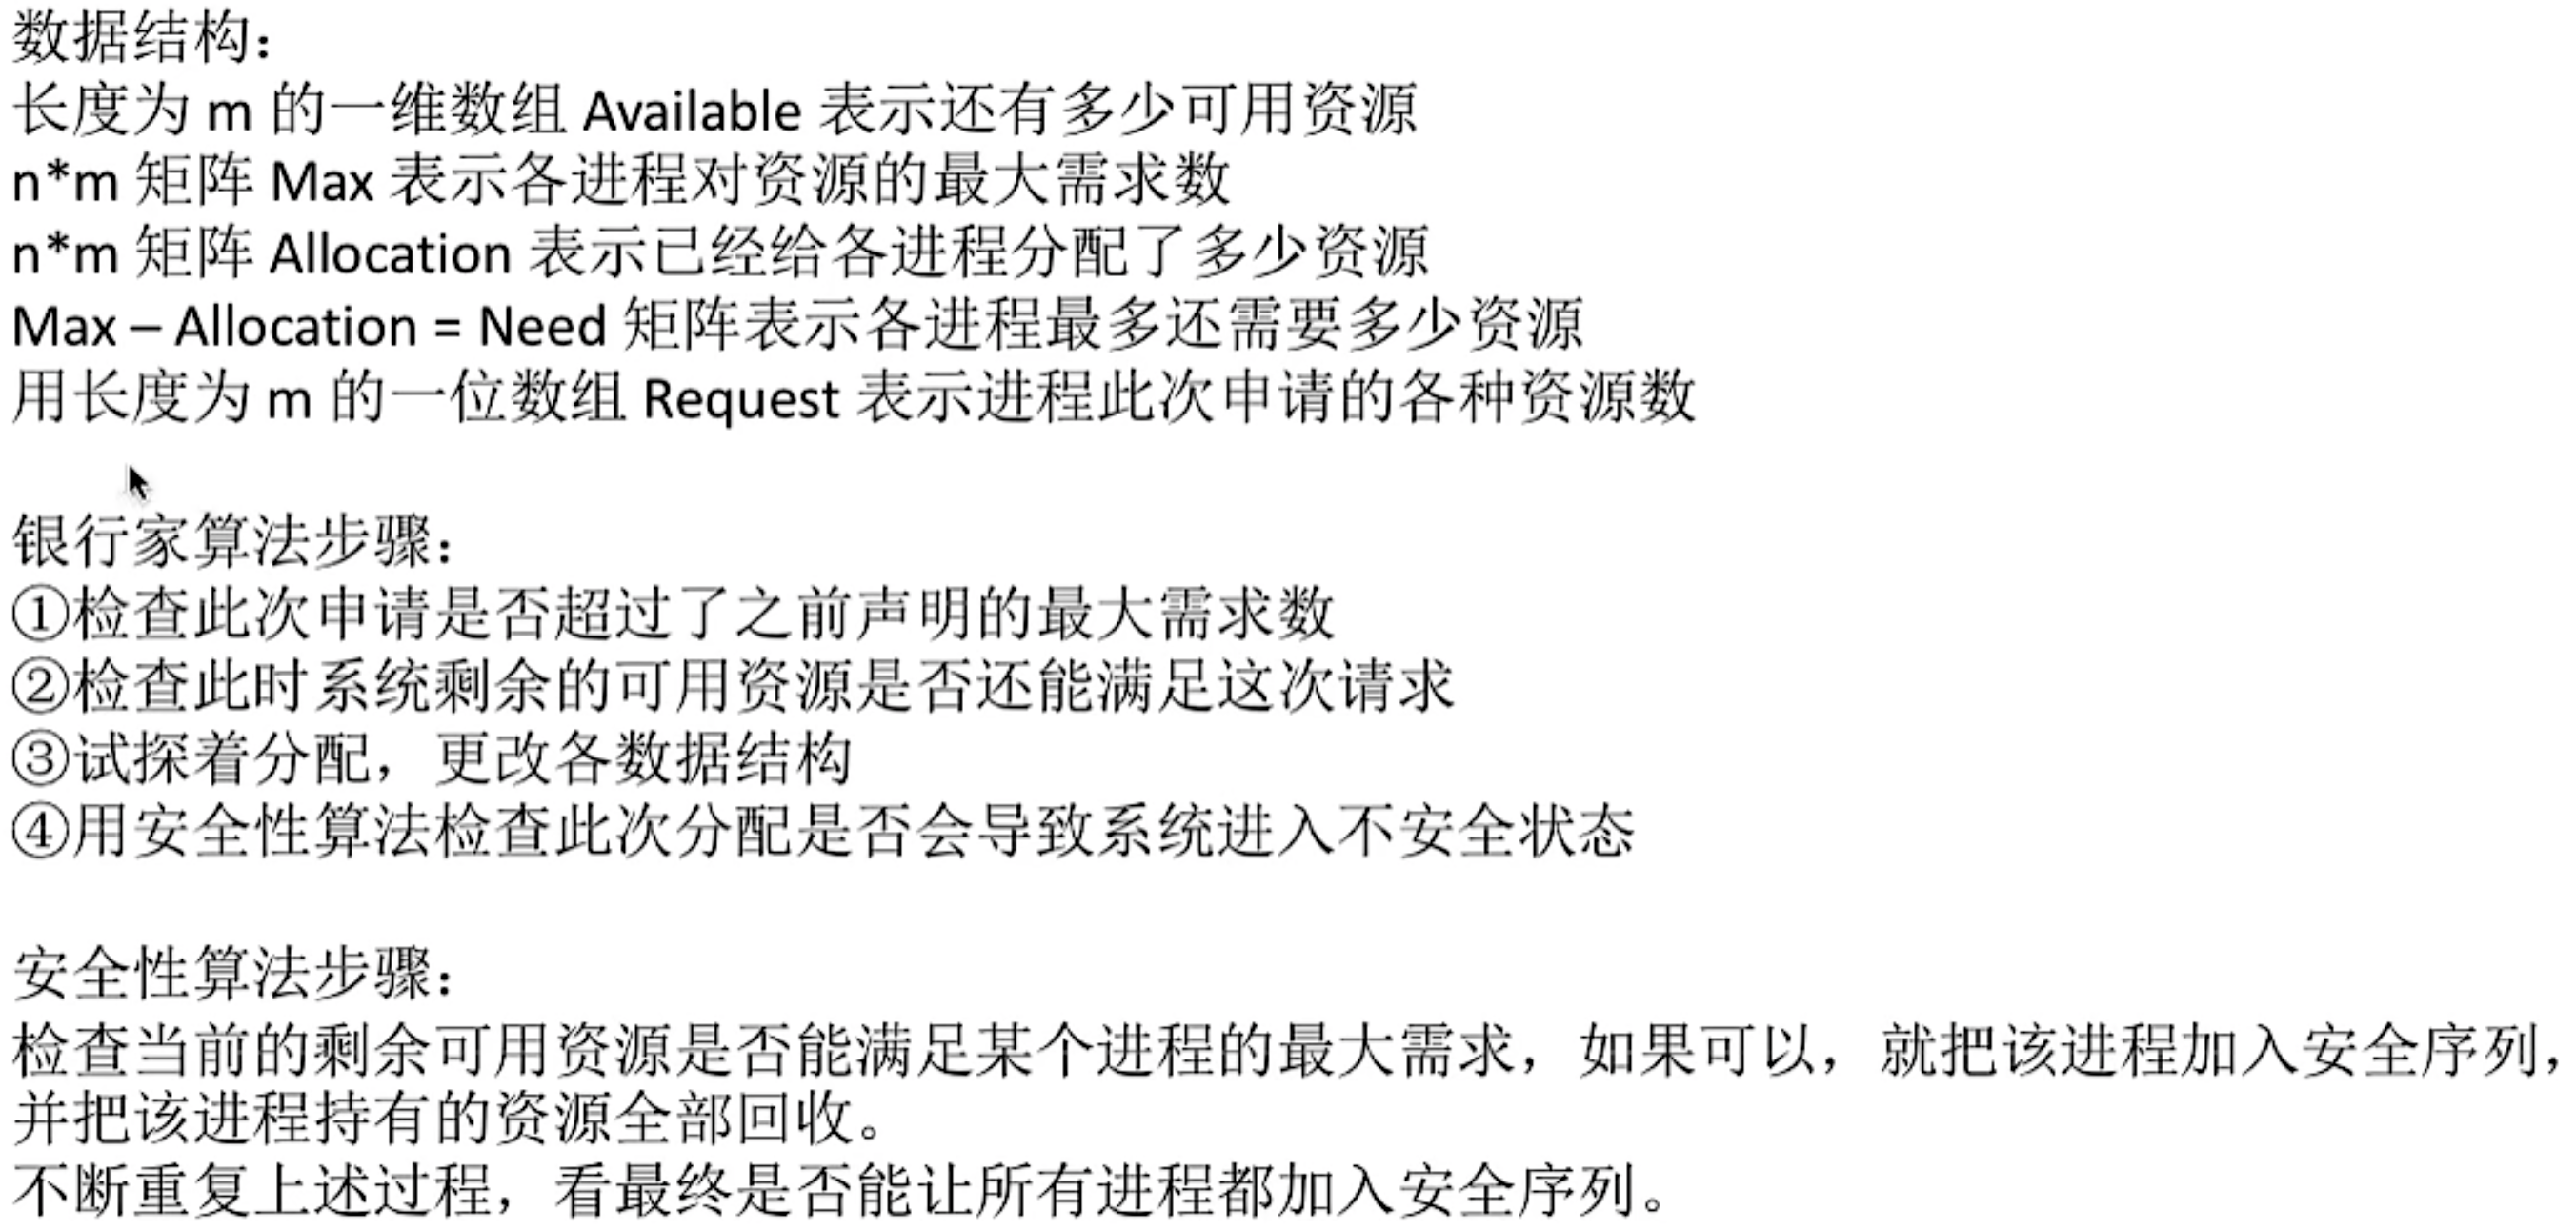 数据结构：
长度为 m 的一维数组 Available 表示还有多少可用资源
n*m 矩阵 Max 表示各进程对资源的最大需求数
n*m 矩阵 Allocation 表示已经给各进程分配了多少资源
Max – Allocation = Need 矩阵表示各进程最多还需要多少资源
用长度为 m 的一位数组 Request 表示进程此次申请的各种资源数
银行家算法步骤：
①检查此次申请是否超过了之前声明的最大需求数
②检查此时系统剩余的可用资源是否还能满足这次请求
③试探着分配，更改各数据结构
④用安全性算法检查此次分配是否会导致系统进入不安全状态
安全性算法步骤：
检查当前的剩余可用资源是否能满足某个进程的最大需求，如果可以，就把该进程加入安全序列，
并把该进程持有的资源全部回收。
不断重复上述过程，看最终是否能让所有进程都加入安全序列。